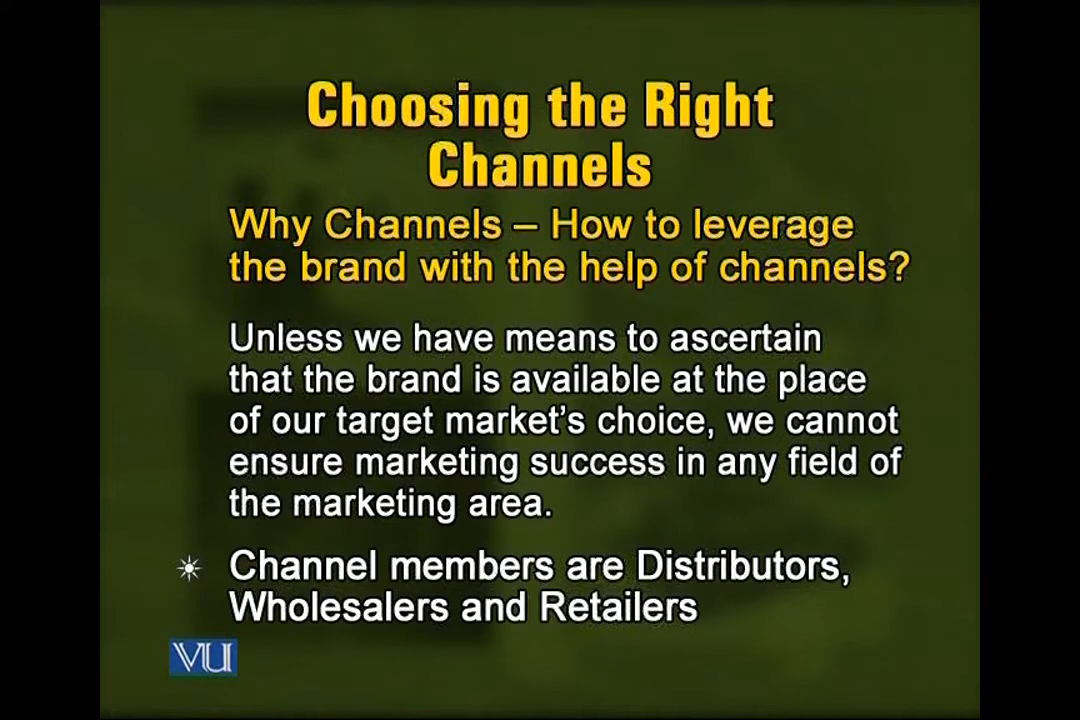 Choosing the Right
Channels
Why Channels – How to leverage
the brand with the help of channels?
Unless we have means to ascertain
that the brand is available at the place
of our target market’s choice, we cannot
ensure marketing success in any field of
the marketing area.
Channel members are Distributors,
Wholesalers and Retailers
VU